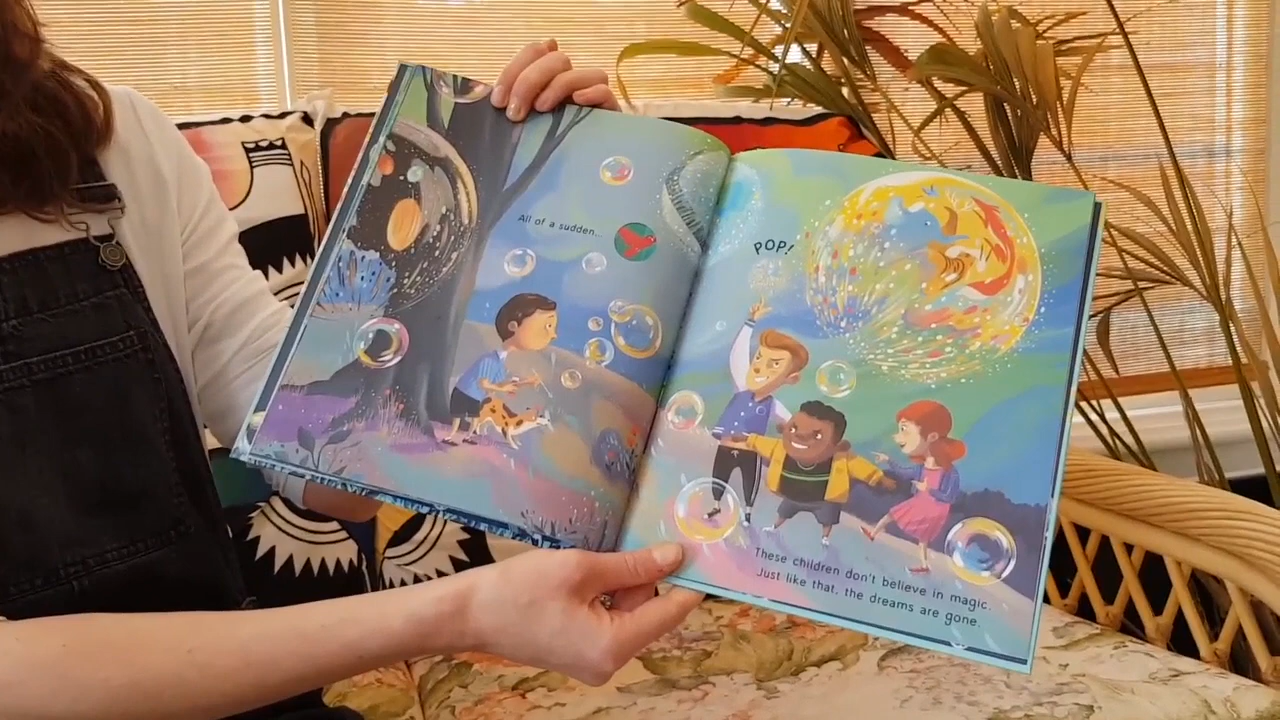 All of a sudden...
POP!
These children don't believe in magic.
Just like that, the dreams are gone.